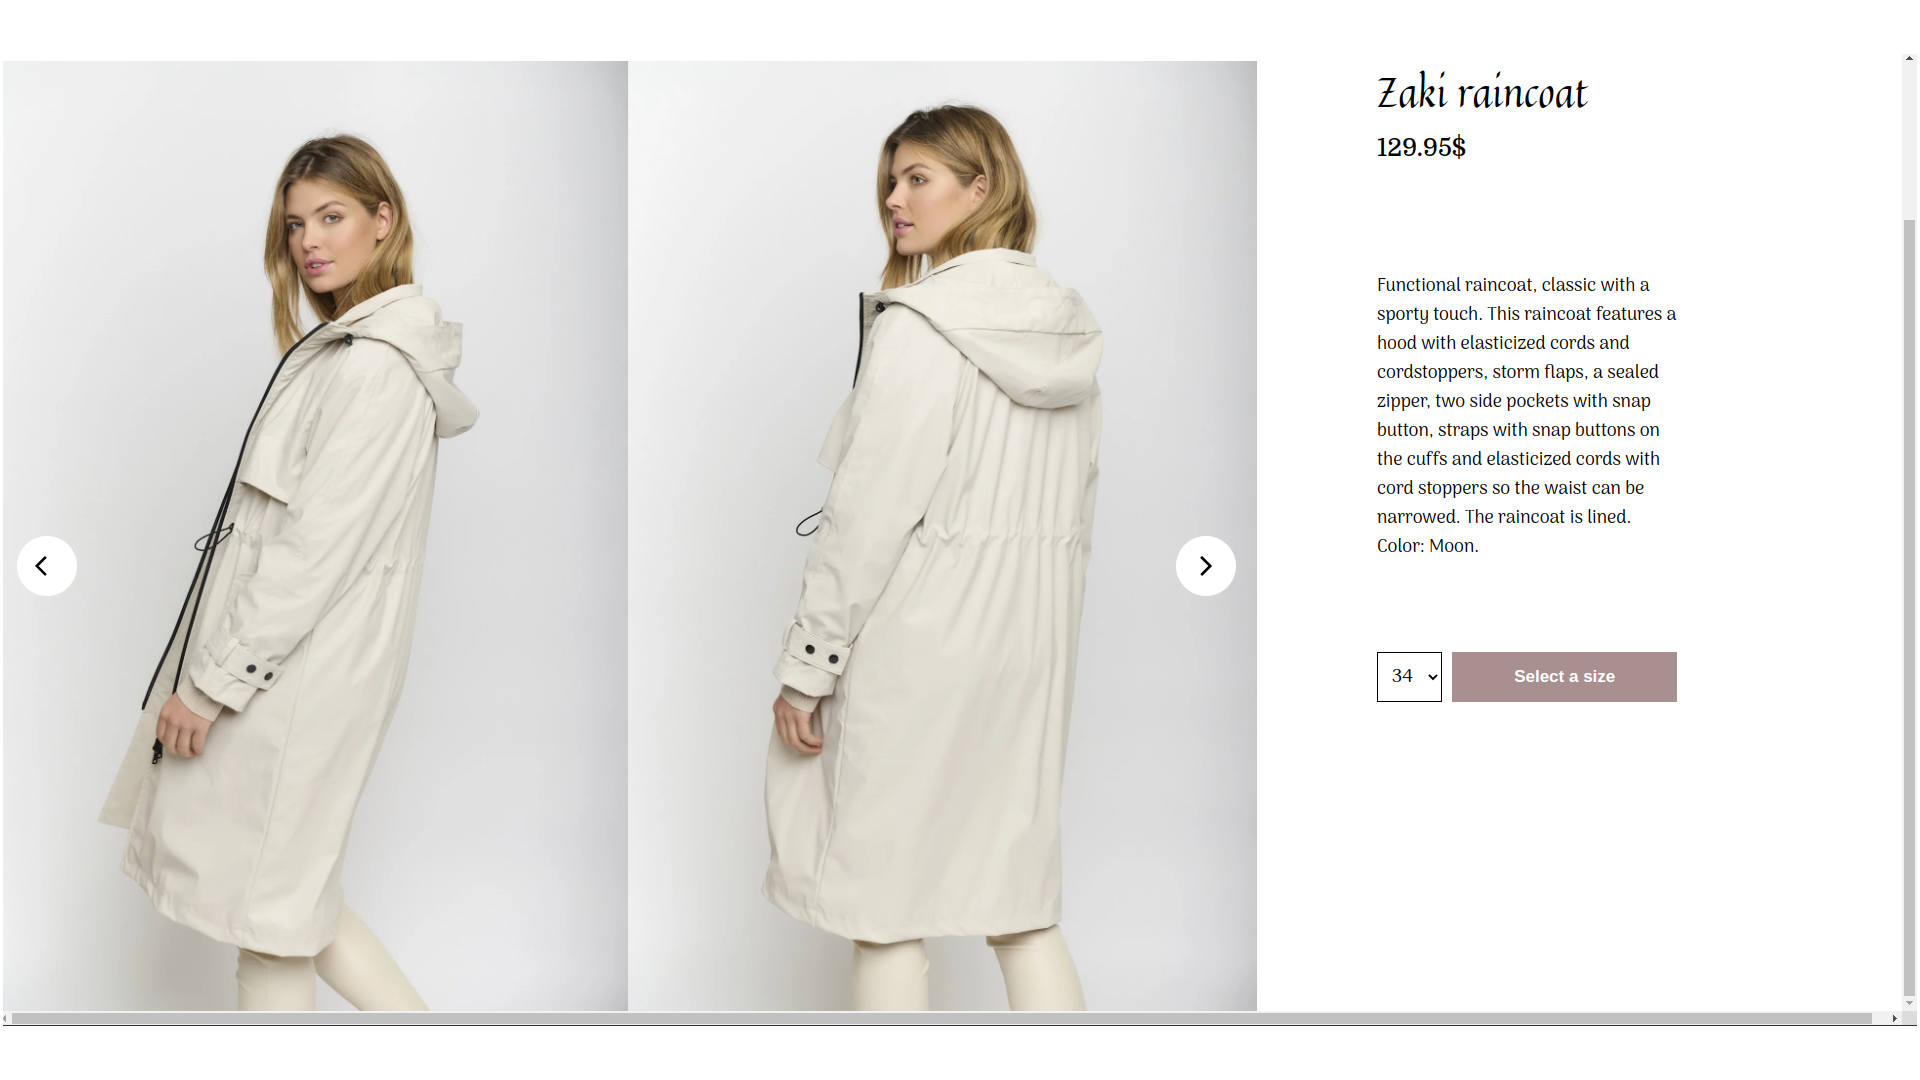 Zaki raincoat
129.95$
Functional raincoat, classic with a
sporty touch. This raincoat features a
hood with elasticized cords and
cordstoppers, storm flaps, a sealed
zipper, two side pockets with snap
button, straps with snap buttons on
the cuffs and elasticized cords with
cord stoppers so the waist can be
narrowed. The raincoat is lined.
Color: Moon.
34
Select a size